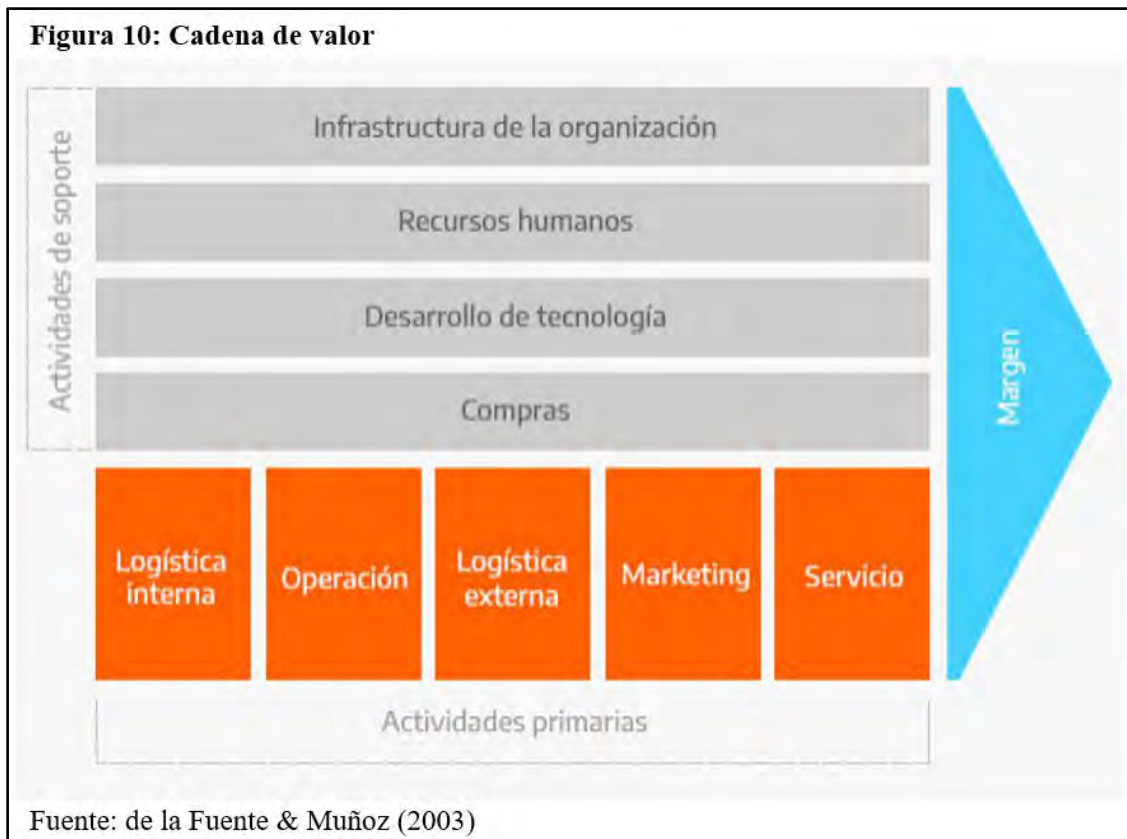 Figura 10: Cadena de valor
Actividades de soporte
Infrastructura de la organización
Recursos humanos
Desarrollo de tecnología
Compras
Logística
interna
Operación
Logística
externa
Marketing
Servicio
Margen
Actividades primarias
Fuente: de la Fuente & Muñoz (2003)